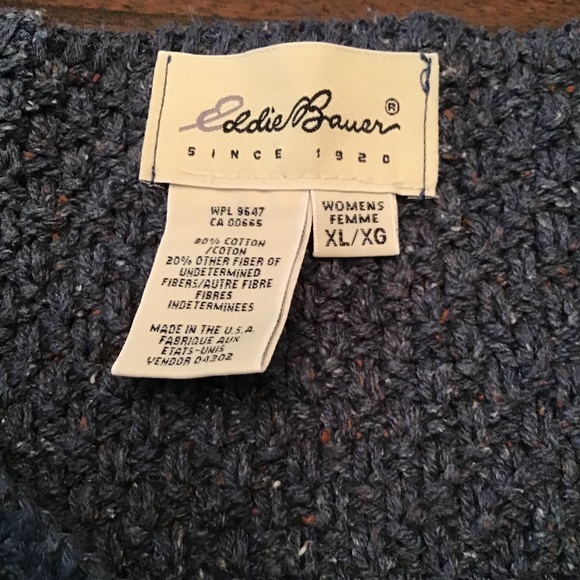 Eddie Bauer®
SINCE 1920
WPL 9647
CA 00665
80% COTTON
/COTON
20% OTHER FIBER OF
UNDETERMINED
FIBERS/AUTRE FIBRE
FIBRES
INDETERMINEES
MADE IN THE U.S.A.
FABRIQUE AUX
ETATS-UNIS
VENDOR 04302
WOMENS
FEMME
XL/XG